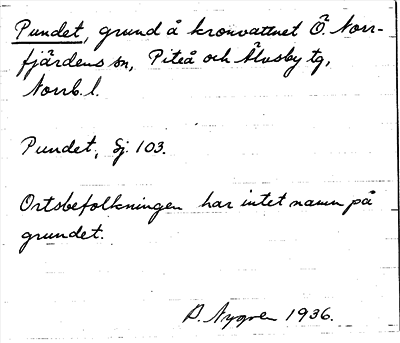 Pundet, grund å kronvattnet Ö. Norr-
fjärdens sn, Piteå och Älvsby tg,
Norrb. l.
Pundet, Sj. 103.
Ortsbefolkningen har intet namn på
grundet.
D. Nygren 1936.